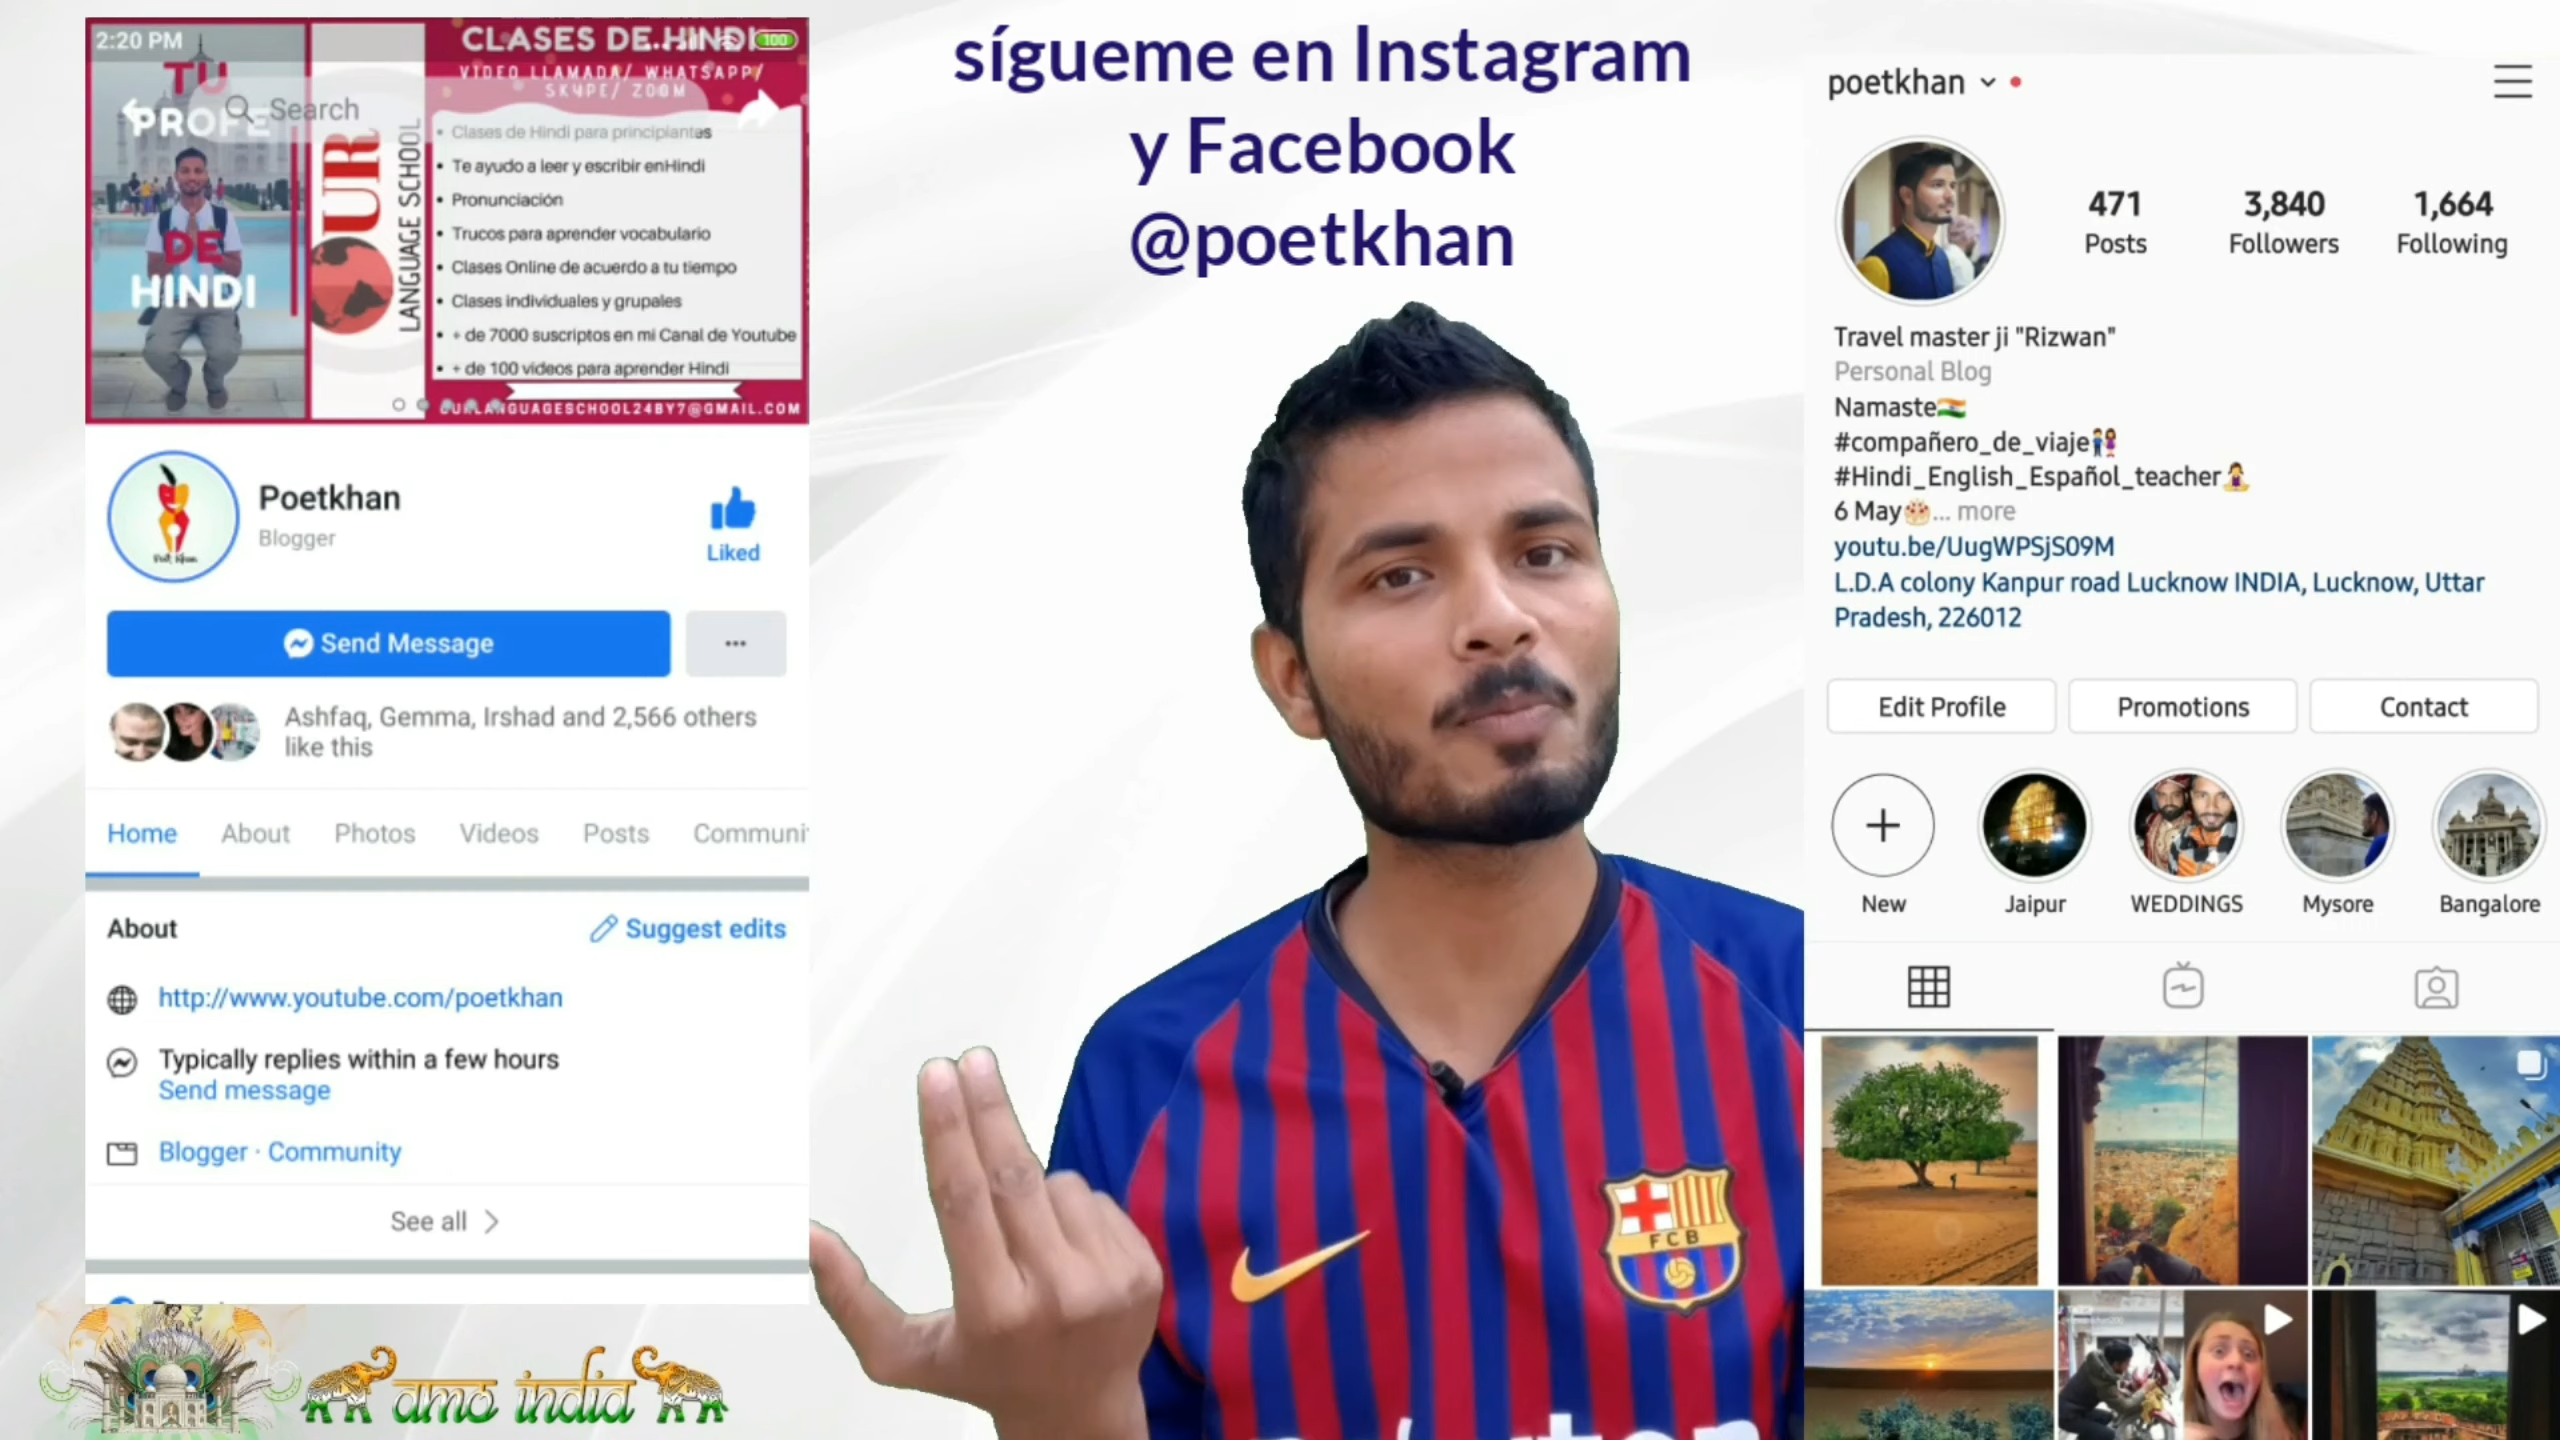 2:20 PM
100
CLASES DE HINDI
VIDEO LLAMADA/ WHATSAPP/
SKYPE/ ZOOM
TU
PROFE
DE
HINDI
Search
OUR
LANGUAGE SCHOOL
• Clases de Hindi para principiantes
• Te ayudo a leer y escribir enHindi
• Pronunciación
• Trucos para aprender vocabulario
• Clases Online de acuerdo a tu tiempo
• Clases individuales y grupales
• + de 7000 suscriptos en mi Canal de Youtube
• + de 100 videos para aprender Hindi
OURLANGUAGESCHOOL24BY7@GMAIL.COM
Poetkhan
Blogger
Liked
Send Message
Ashfaq, Gemma, Irshad and 2,566 others
like this
Home About Photos Videos Posts Communi
About
Suggest edits
http://www.youtube.com/poetkhan
Typically replies within a few hours
Send message
Blogger · Community
See all
amo india
sígueme en Instagram
y Facebook
@poetkhan
FCB
poetkhan
471 3,840 1,664
Posts Followers Following
Travel master ji "Rizwan"
Personal Blog
Namaste🇮🇳
#compañero_de_viaje👫
#Hindi_English_Español_teacher
6 May🎂... more
youtu.be/UugWPSjS09M
L.D.A colony Kanpur road Lucknow INDIA, Lucknow, Uttar
Pradesh, 226012
Edit Profile Promotions Contact
New Jaipur WEDDINGS Mysore Bangalore